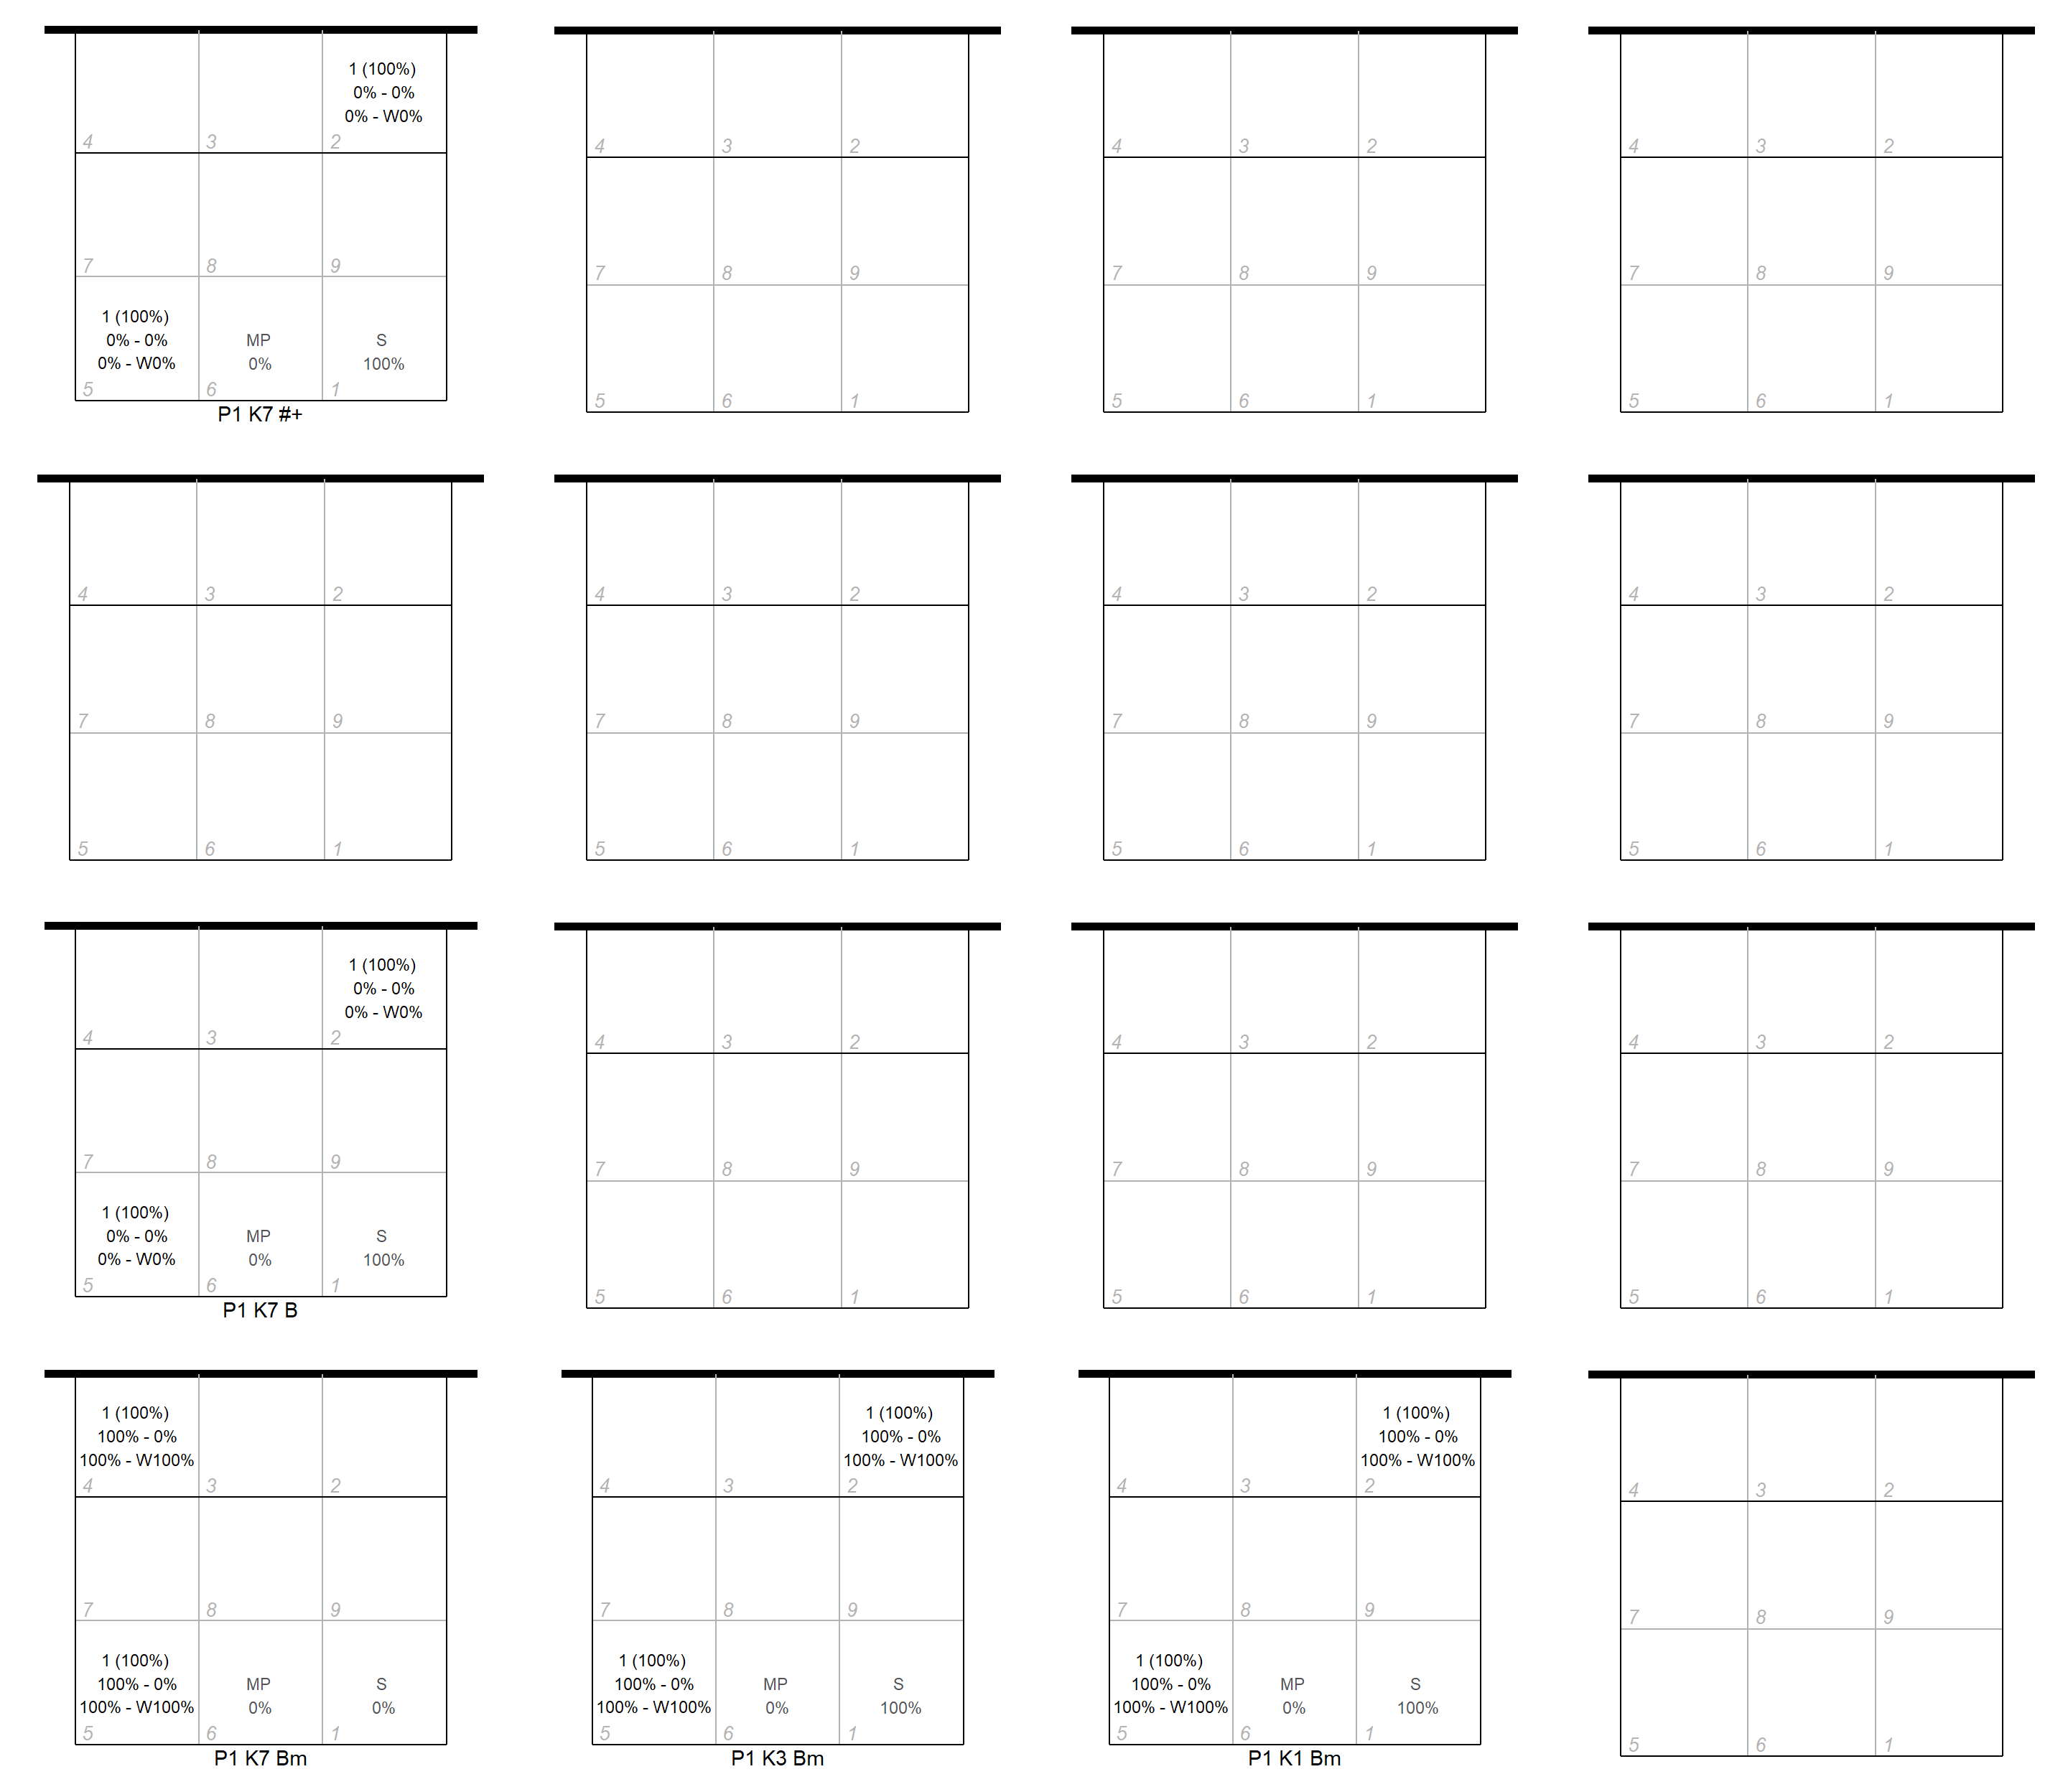 1 (100%)
0% - 0%
0% - W0%
4 3 2
7 8 9
1 (100%)
0% - 0%
0% - W0%
MP
0%
S
100%
5 6 1
P1 K7 #+
4 3 2
7 8 9
5 6 1
4 3 2
7 8 9
5 6 1
4 3 2
7 8 9
5 6 1
4 3 2
7 8 9
5 6 1
4 3 2
7 8 9
5 6 1
4 3 2
7 8 9
5 6 1
4 3 2
7 8 9
5 6 1
1 (100%)
0% - 0%
0% - W0%
4 3 2
7 8 9
1 (100%)
0% - 0%
0% - W0%
MP
0%
S
100%
5 6 1
P1 K7 B
4 3 2
7 8 9
5 6 1
4 3 2
7 8 9
5 6 1
4 3 2
7 8 9
5 6 1
1 (100%)
100% - 0%
100% - W100%
4 3 2
7 8 9
1 (100%)
100% - 0%
100% - W100%
MP
0%
S
0%
5 6 1
P1 K7 Bm
1 (100%)
100% - 0%
100% - W100%
4 3 2
7 8 9
1 (100%)
100% - 0%
100% - W100%
MP
0%
S
100%
5 6 1
P1 K3 Bm
1 (100%)
100% - 0%
100% - W100%
4 3 2
7 8 9
1 (100%)
100% - 0%
100% - W100%
MP
0%
S
100%
5 6 1
P1 K1 Bm
4 3 2
7 8 9
5 6 1